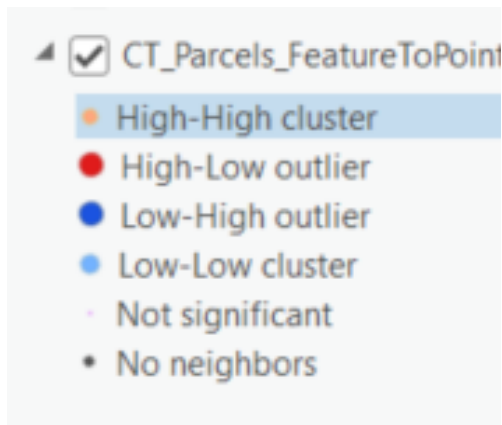 CT_Parcels_FeatureToPoint
High-High cluster
High-Low outlier
Low-High outlier
Low-Low cluster
Not significant
No neighbors